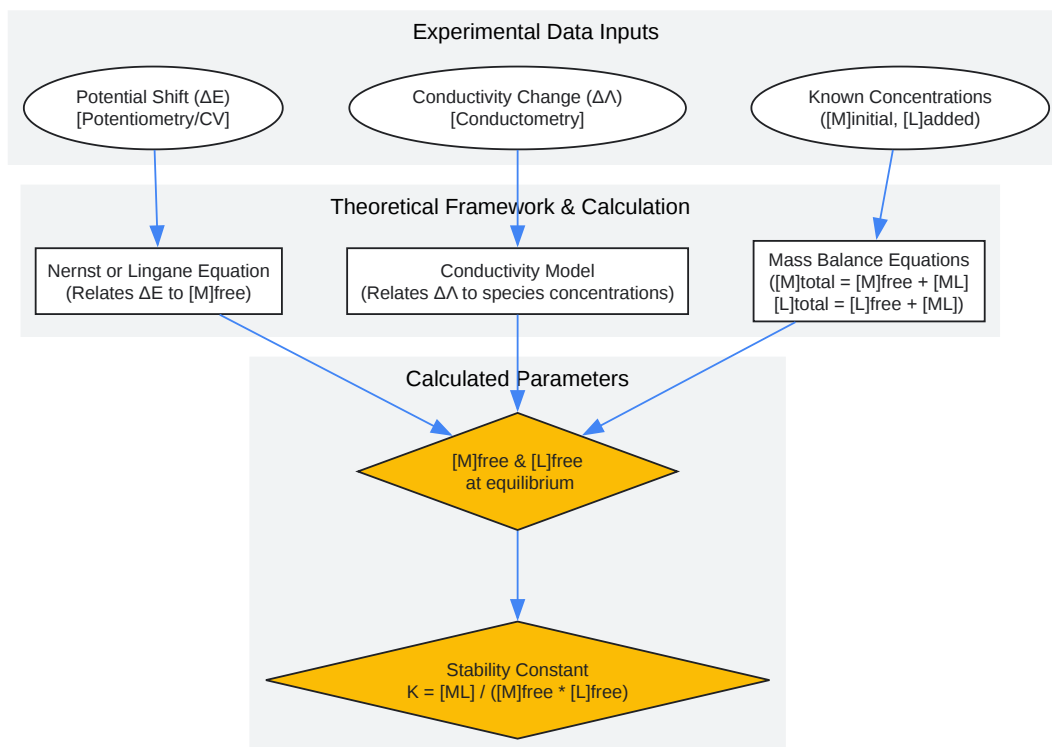 Experimental Data Inputs
Potential Shift (ΔE)
[Potentiometry/CV]
Conductivity Change (ΔΛ)
[Conductometry]
Known Concentrations
([M]initial, [L]added)
Theoretical Framework & Calculation
Nernst or Lingane Equation
(Relates ΔE to [M]free)
Conductivity Model
(Relates ΔΛ to species concentrations)
Mass Balance Equations
([M]total = [M]free + [ML]
[L]total = [L]free + [ML])
Calculated Parameters
[M]free & [L]free
at equilibrium
Stability Constant
K = [ML] / ([M]free * [L]free)